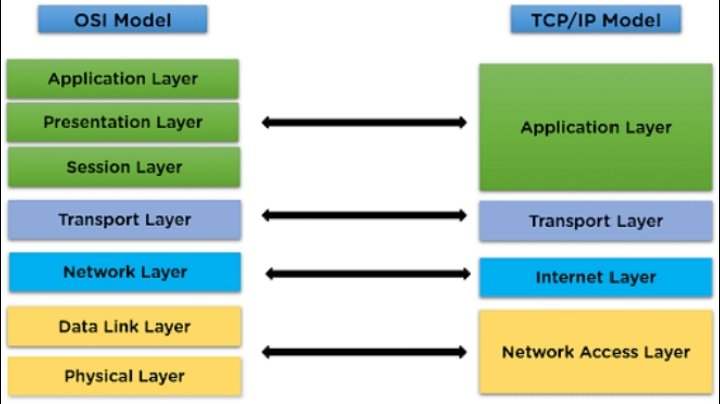 OSI Model
TCP/IP Model
Application Layer
Presentation Layer
Session Layer
Transport Layer
Network Layer
Data Link Layer
Physical Layer
Application Layer
Transport Layer
Internet Layer
Network Access Layer